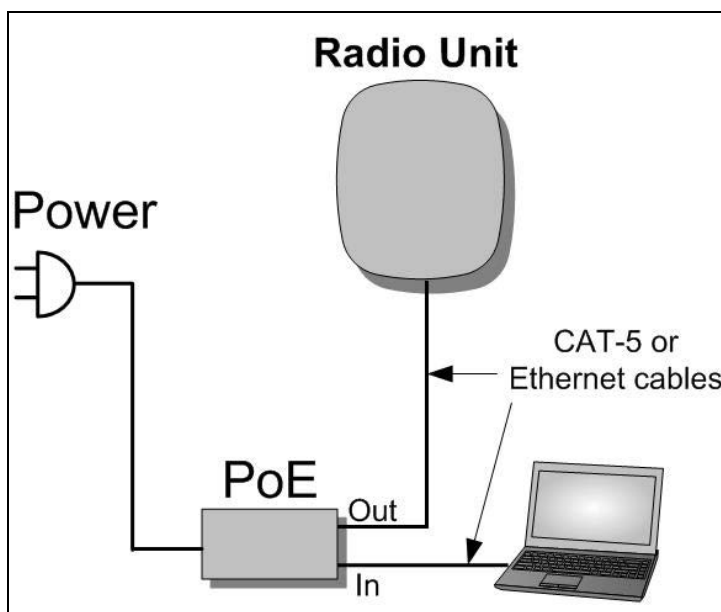 Radio Unit
Power
CAT-5 or
Ethernet cables
PoE
Out
In